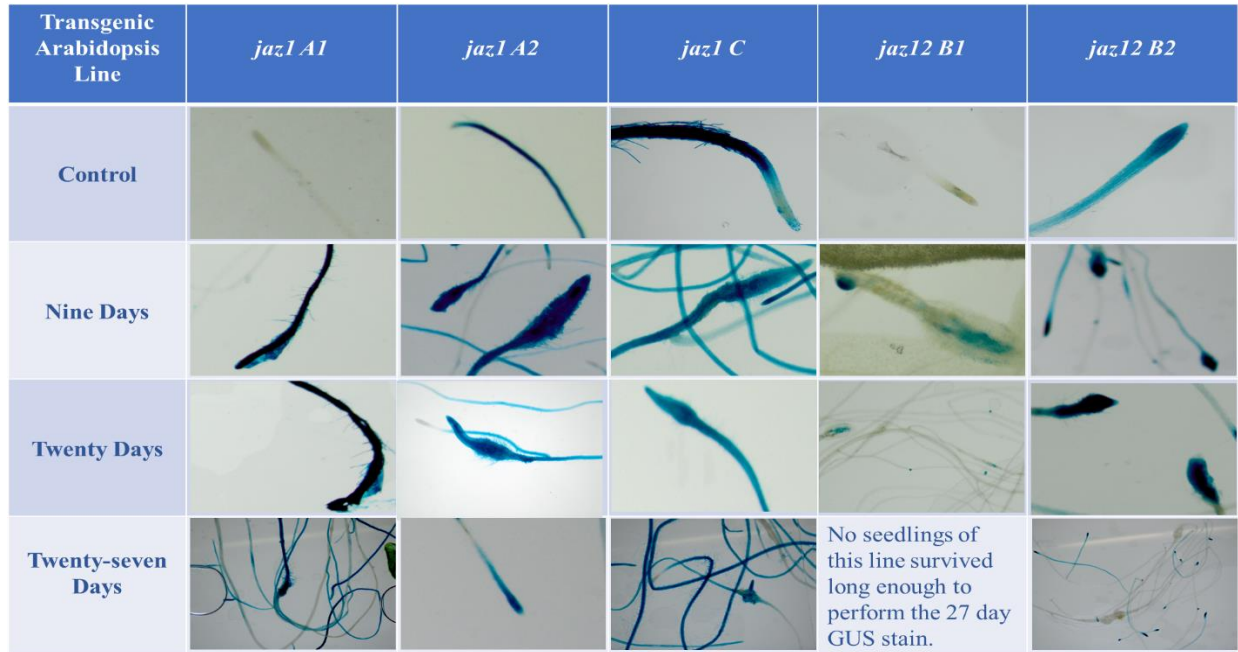 Transgenic
Arabidopsis
Line
jaz1 A1
jaz1 A2
jaz1 C
jaz12 B1
jaz12 B2
Control
Nine Days
Twenty Days
Twenty-seven
Days
No seedlings of
this line survived
long enough to
perform the 27 day
GUS stain.